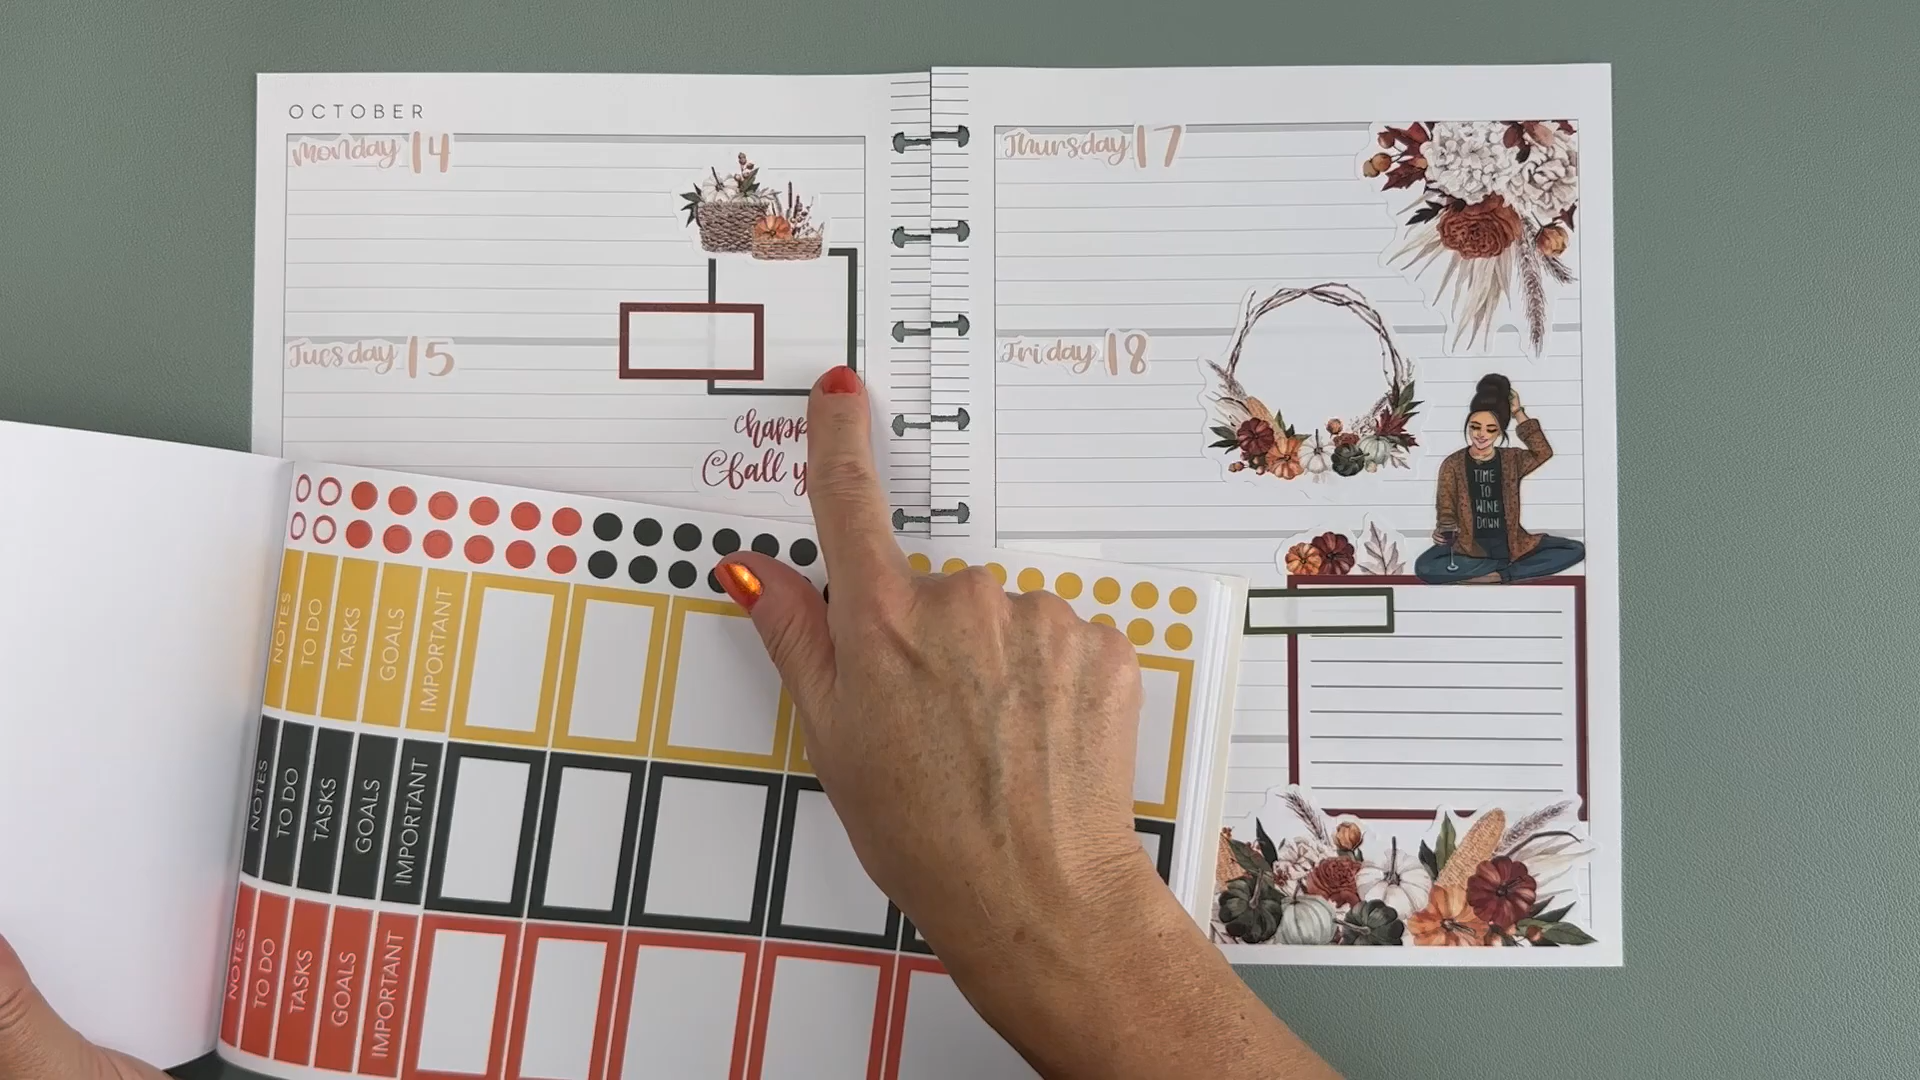 OCTOBER
Monday 14
Tuesday 15
Thursday 17
Friday 18
TIME
TO
WINE
DOWN
NOTES
TO DO
TASKS
GOALS
IMPORTANT
NOTES
TO DO
TASKS
GOALS
IMPORTANT
NOTES
TO DO
TASKS
GOALS
IMPORTANT